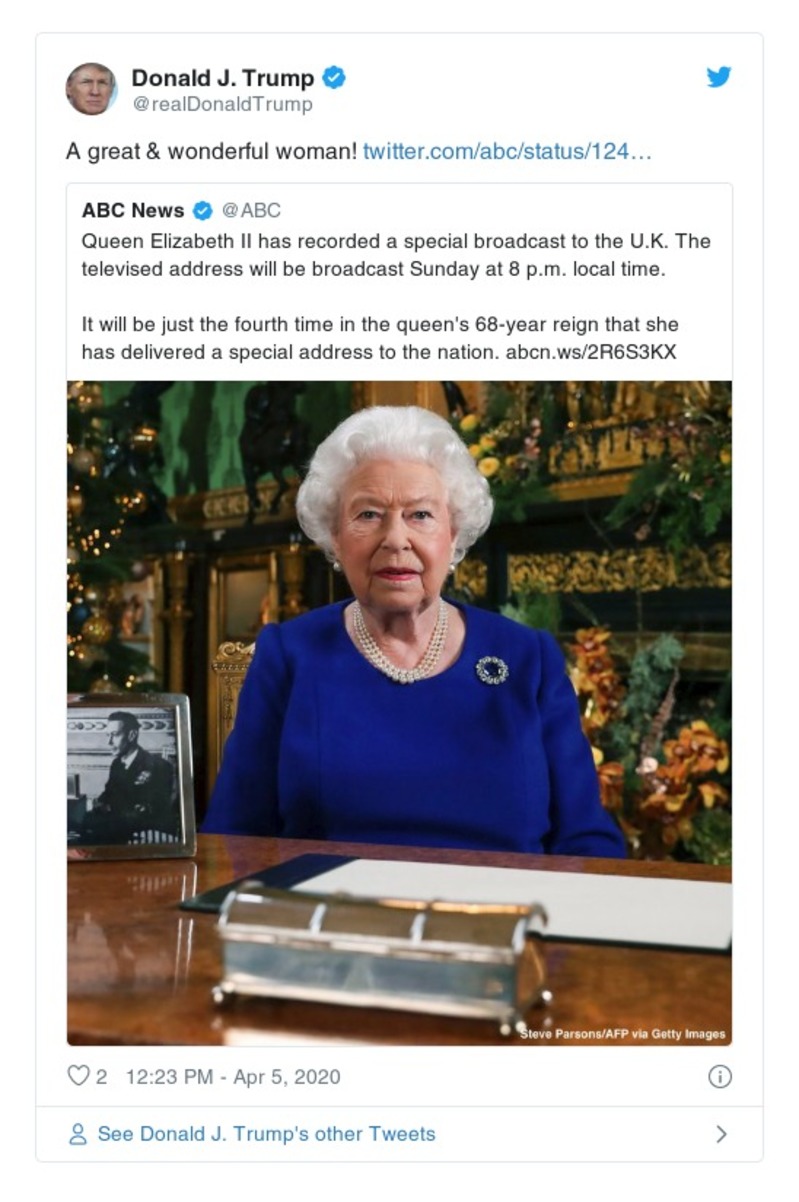 Donald J. Trump
@realDonaldTrump
A great & wonderful woman! twitter.com/abc/status/124…
ABC News @ABC
Queen Elizabeth II has recorded a special broadcast to the U.K. The
televised address will be broadcast Sunday at 8 p.m. local time.
It will be just the fourth time in the queen's 68-year reign that she
has delivered a special address to the nation. abcn.ws/2R6S3KX
Steve Parsons/AFP via Getty Images
2 12:23 PM - Apr 5, 2020
See Donald J. Trump's other Tweets